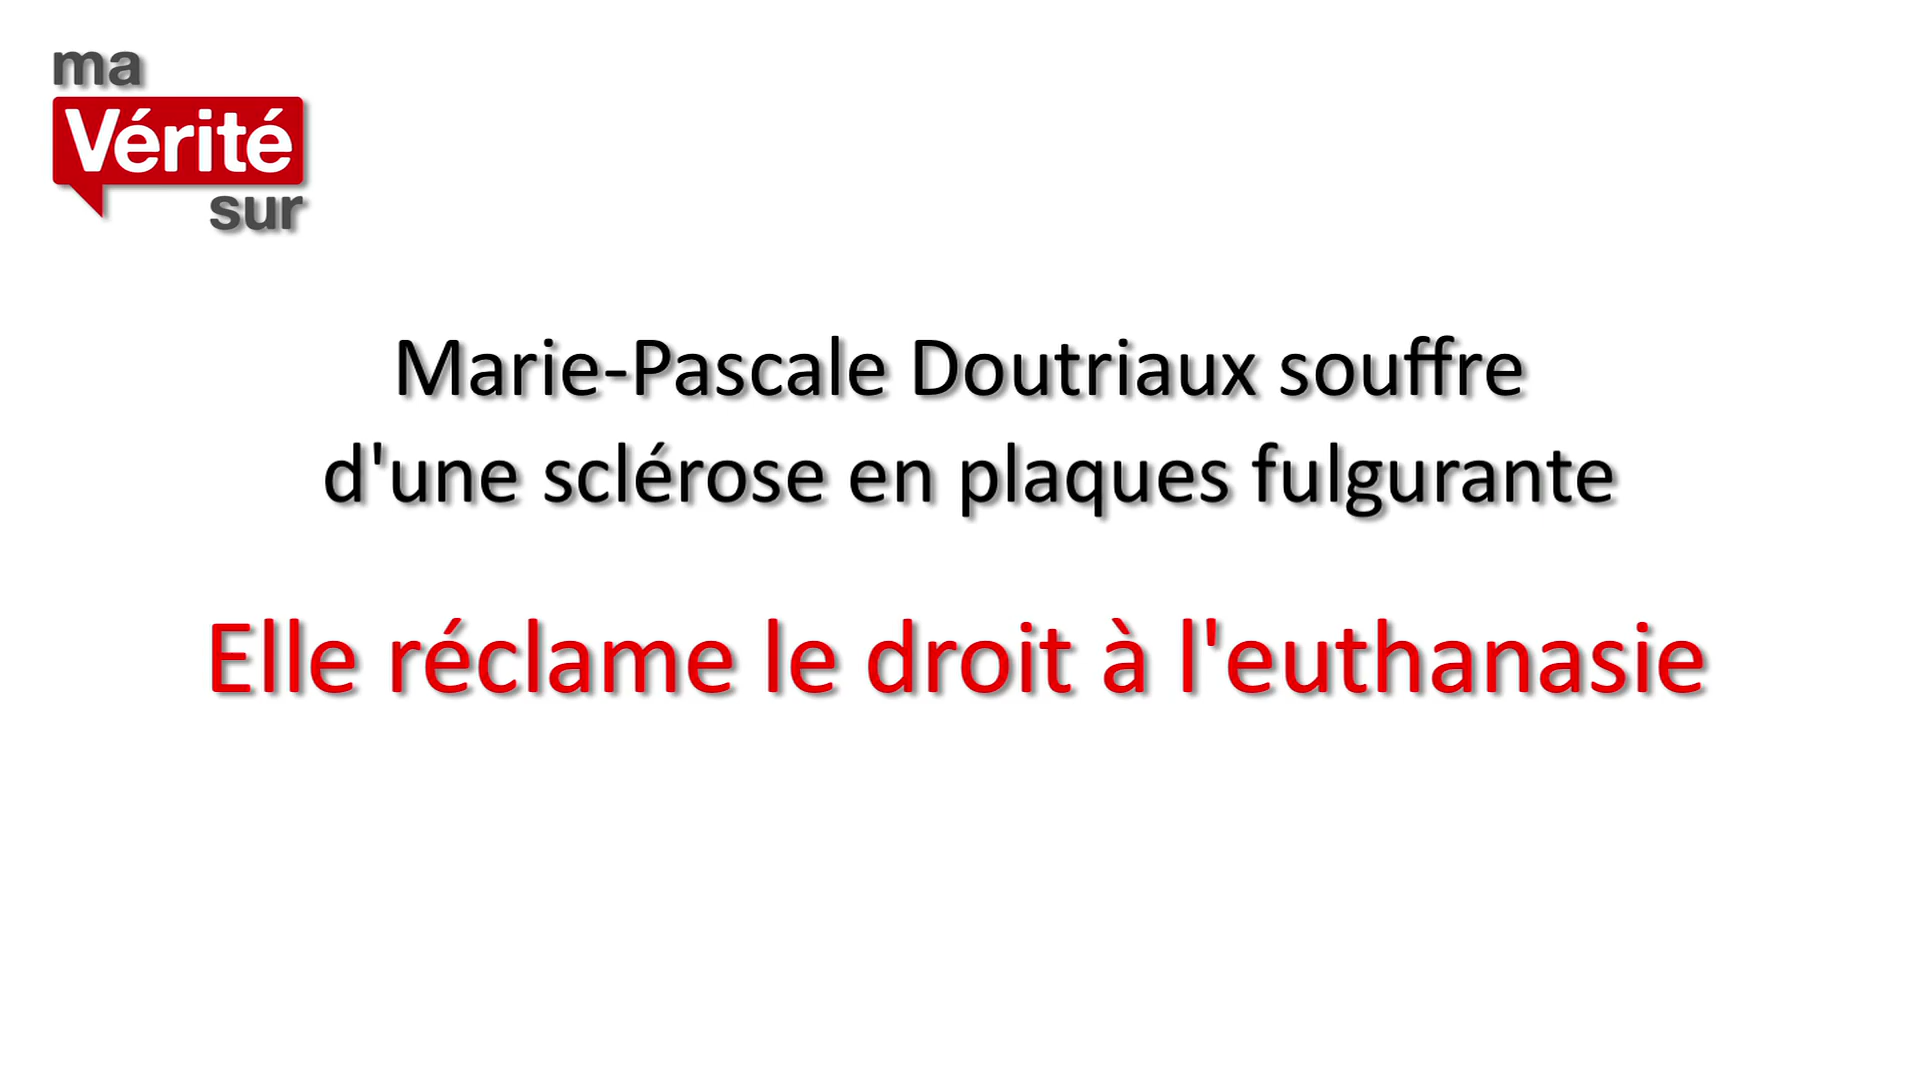 ma
Vérité
sur
Marie-Pascale Doutriaux souffre
d'une sclérose en plaques fulgurante
Elle réclame le droit à l'euthanasie